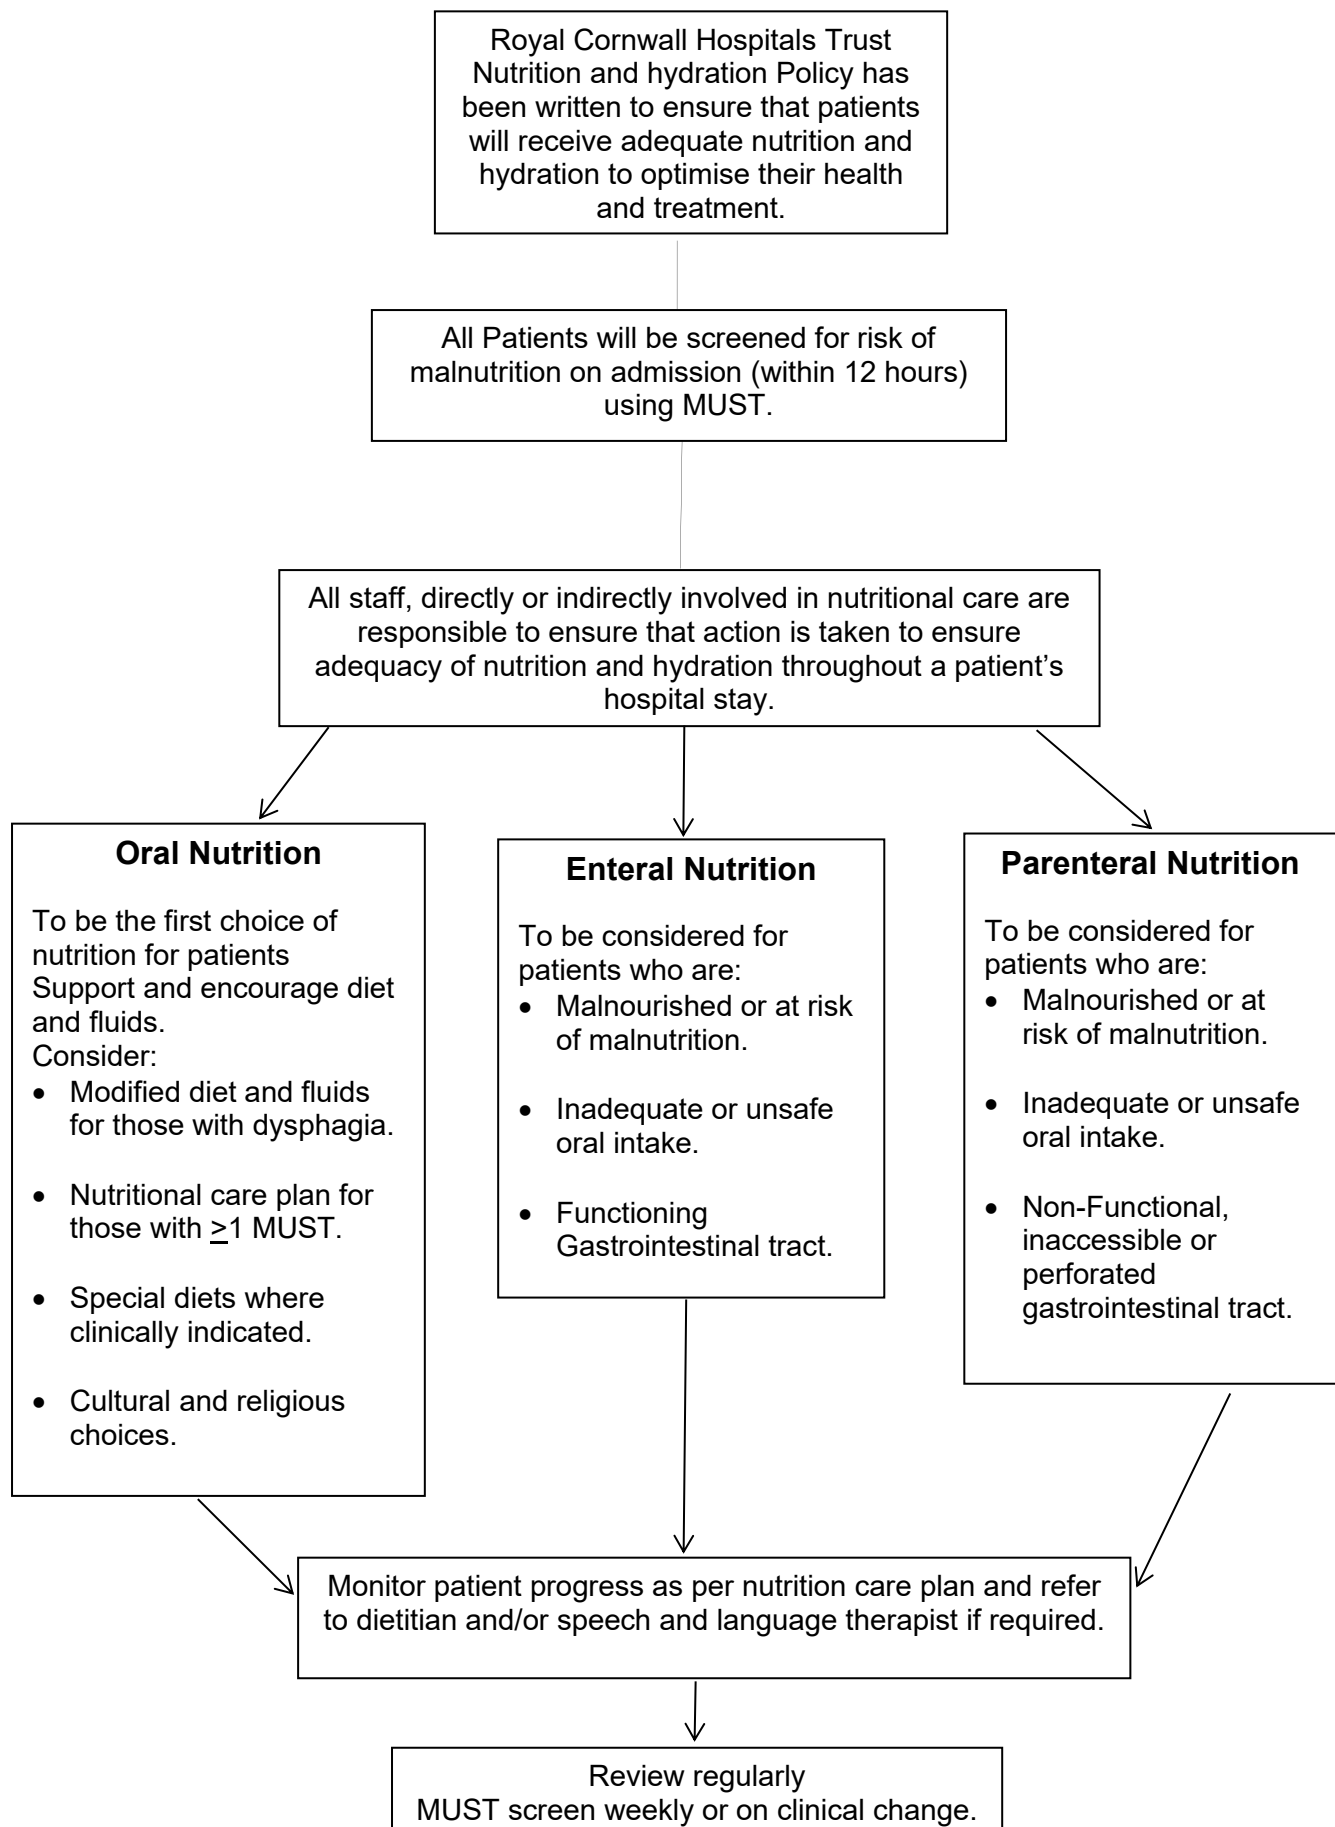 Royal Cornwall Hospitals Trust
Nutrition and hydration Policy has
been written to ensure that patients
will receive adequate nutrition and
hydration to optimise their health
and treatment.
All Patients will be screened for risk of
malnutrition on admission (within 12 hours)
using MUST.
All staff, directly or indirectly involved in nutritional care are
responsible to ensure that action is taken to ensure
adequacy of nutrition and hydration throughout a patient’s
hospital stay.
Oral Nutrition
To be the first choice of
nutrition for patients
Support and encourage diet
and fluids.
Consider:
• Modified diet and fluids
for those with dysphagia.
• Nutritional care plan for
those with >1 MUST.
• Special diets where
clinically indicated.
• Cultural and religious
choices.
Enteral Nutrition
To be considered for
patients who are:
• Malnourished or at risk
of malnutrition.
• Inadequate or unsafe
oral intake.
• Functioning
Gastrointestinal tract.
Parenteral Nutrition
To be considered for
patients who are:
• Malnourished or at
risk of malnutrition.
• Inadequate or unsafe
oral intake.
• Non-Functional,
inaccessible or
perforated
gastrointestinal tract.
Monitor patient progress as per nutrition care plan and refer
to dietitian and/or speech and language therapist if required.
Review regularly
MUST screen weekly or on clinical change.